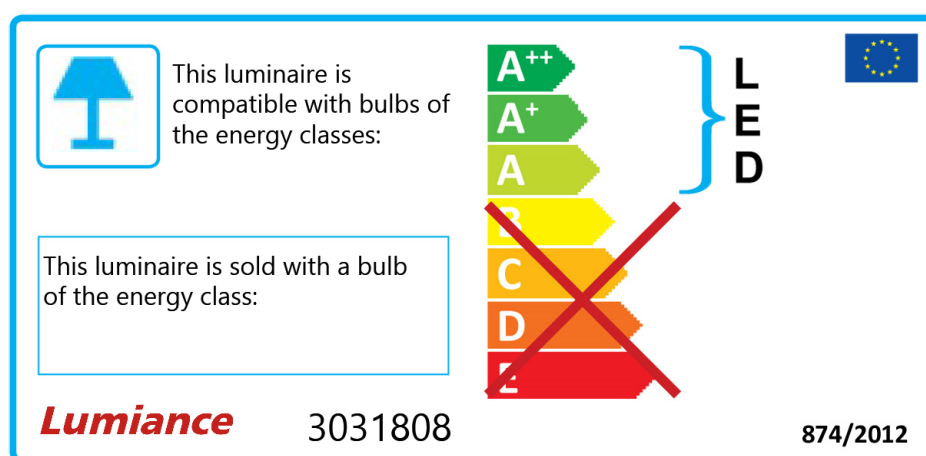 This luminaire is
compatible with bulbs of
the energy classes:
A++
A+
A
B
C
D
E
L
E
D
This luminaire is sold with a bulb
of the energy class:
Lumiance
3031808
874/2012